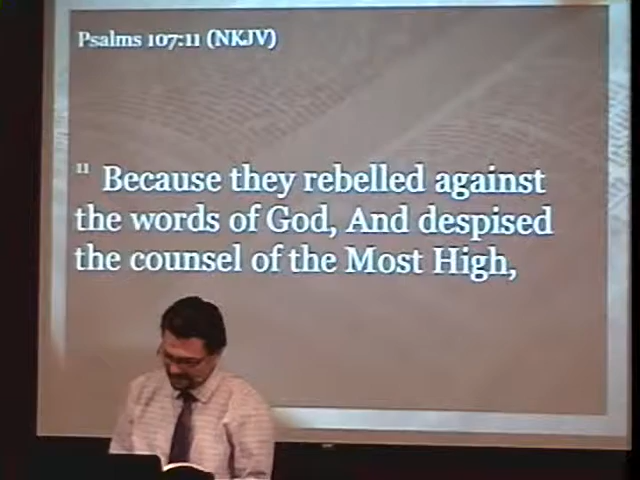 Psalms 107:11 (NKJV)
11 Because they rebelled against
the words of God, And despised
the counsel of the Most High,